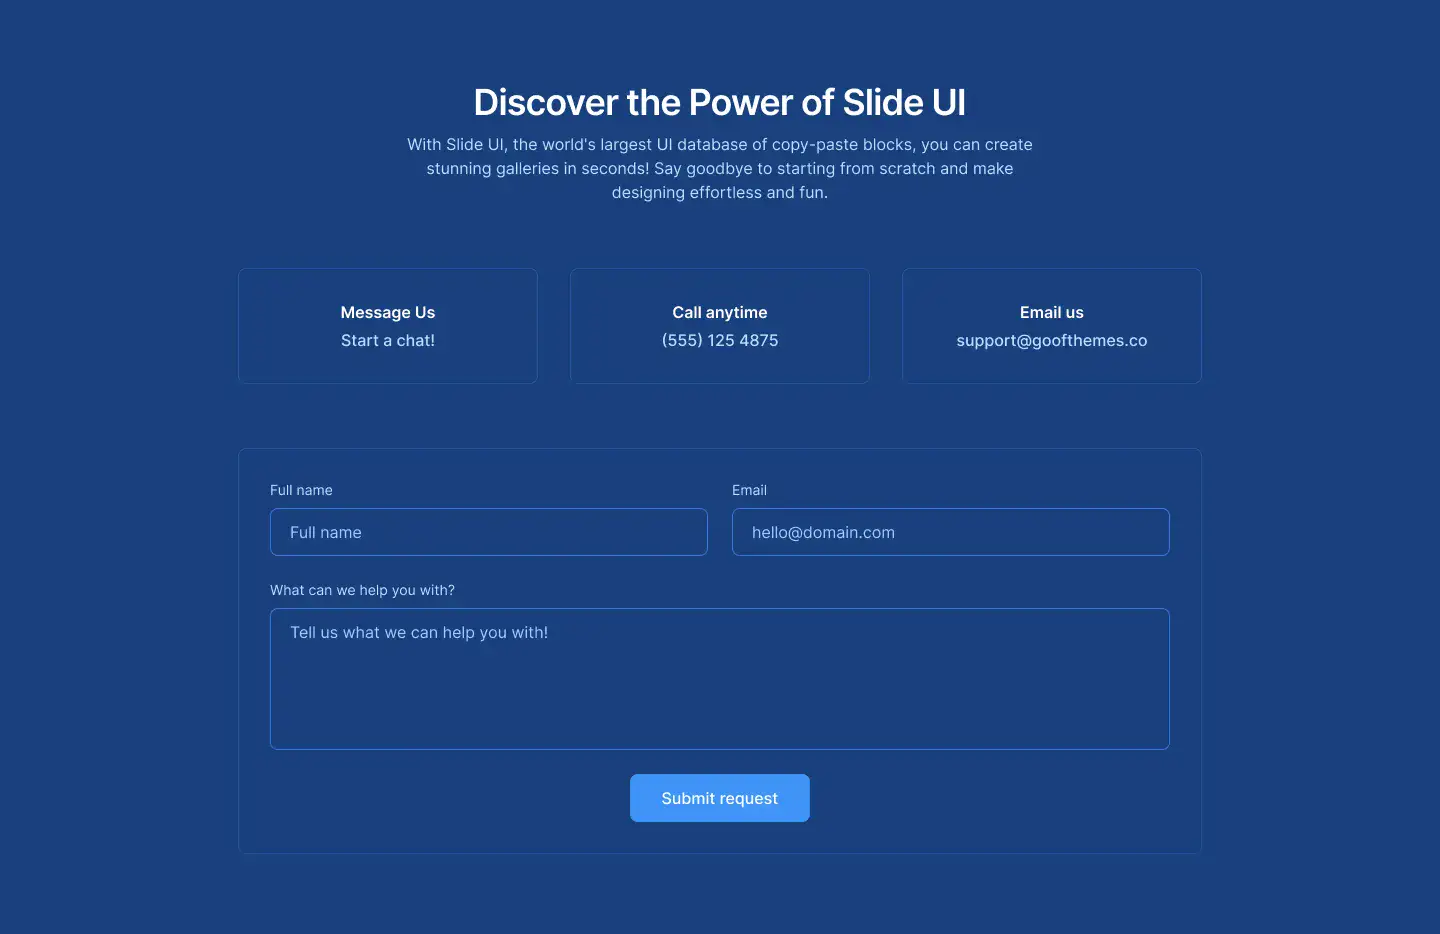 Discover the Power of Slide UI
With Slide UI, the world's largest UI database of copy-paste blocks, you can create
stunning galleries in seconds! Say goodbye to starting from scratch and make
designing effortless and fun.
Message Us
Start a chat!
Call anytime
(555) 125 4875
Email us
support@goofthemes.co
Full name
Full name
Email
hello@domain.com
What can we help you with?
Tell us what we can help you with!
Submit request